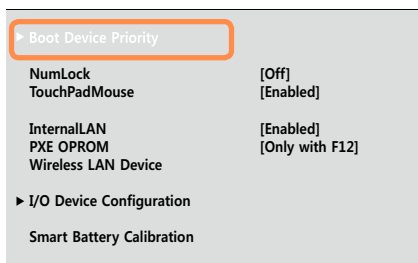 ▶ Boot Device Priority
NumLock [Off]
TouchPadMouse [Enabled]
InternalLAN [Enabled]
PXE OPROM [Only with F12]
Wireless LAN Device
▶ I/O Device Configuration
Smart Battery Calibration